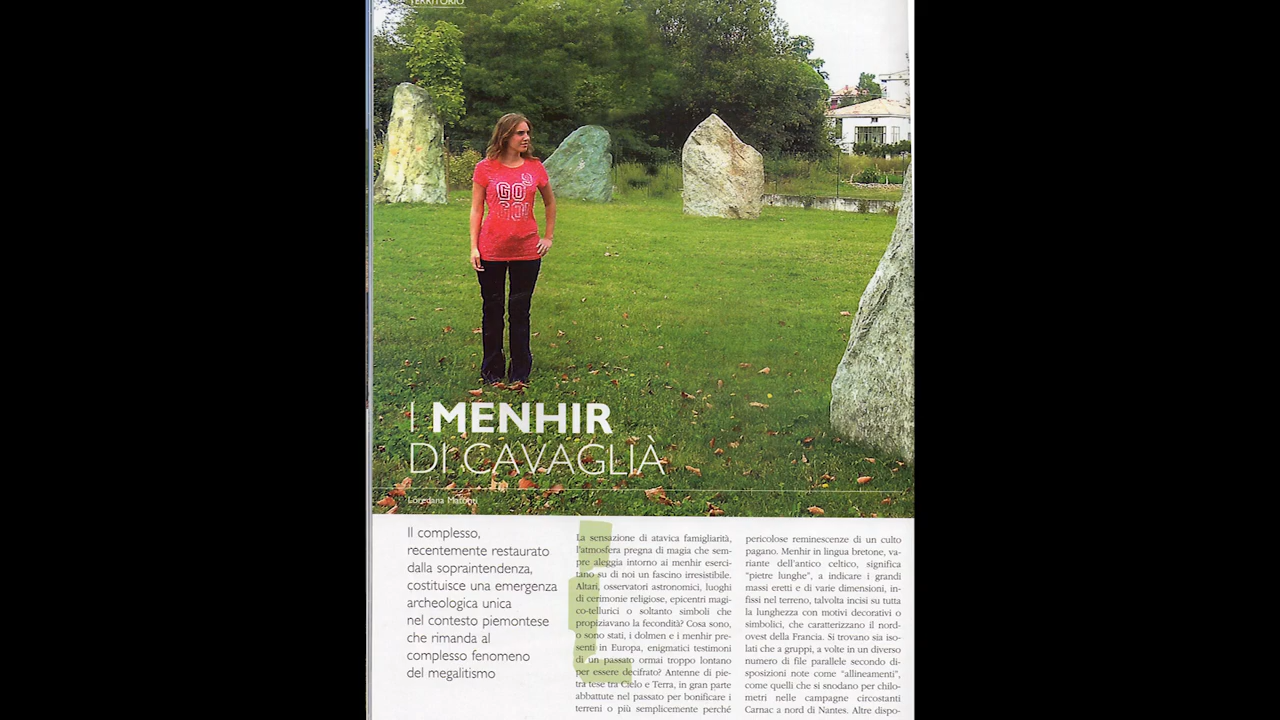 TERRITORIO
GO
GO!
I MENHIR
DI CAVAGLIÀ
Loredana
Il complesso,
recentemente restaurato
dalla sopraintendenza,
costituisce una emergenza
archeologica unica
nel contesto piemontese
che rimanda al
complesso fenomeno
del megalitismo
La sensazione di atavica famigliarità,
l'atmosfera pregna di magia che sem-
pre aleggia intorno ai menhir eserci-
tano su di noi un fascino irresistibile.
Altari, osservatori astronomici, luoghi
di cerimonie religiose, epicentri magi-
co-tellurici o soltanto simboli che
propiziavano la fecondità? Cosa sono,
o sono stati, i dolmen e i menhir pre-
senti in Europa, enigmatici testimoni
di un passato ormai troppo lontano
per essere decifrato? Antenne di pie-
tra tese tra Cielo e Terra, in gran parte
abbattute nel passato per bonificare i
terreni o più semplicemente perché
pericolose reminescenze di un culto
pagano. Menhir in lingua bretone, va-
riante dell'antico celtico, significa
“pietre lunghe”, a indicare i grandi
massi eretti e di varie dimensioni, in-
fissi nel terreno, talvolta incisi su tutta
la lunghezza con motivi decorativi o
simbolici, che caratterizzano il nord-
ovest della Francia. Si trovano sia iso-
lati che a gruppi, a volte in un diverso
numero di file parallele secondo di-
sposizioni note come “allineamenti”,
come quelli che si snodano per chilo-
metri nelle campagne circostanti
Carnac a nord di Nantes. Altre dispo-